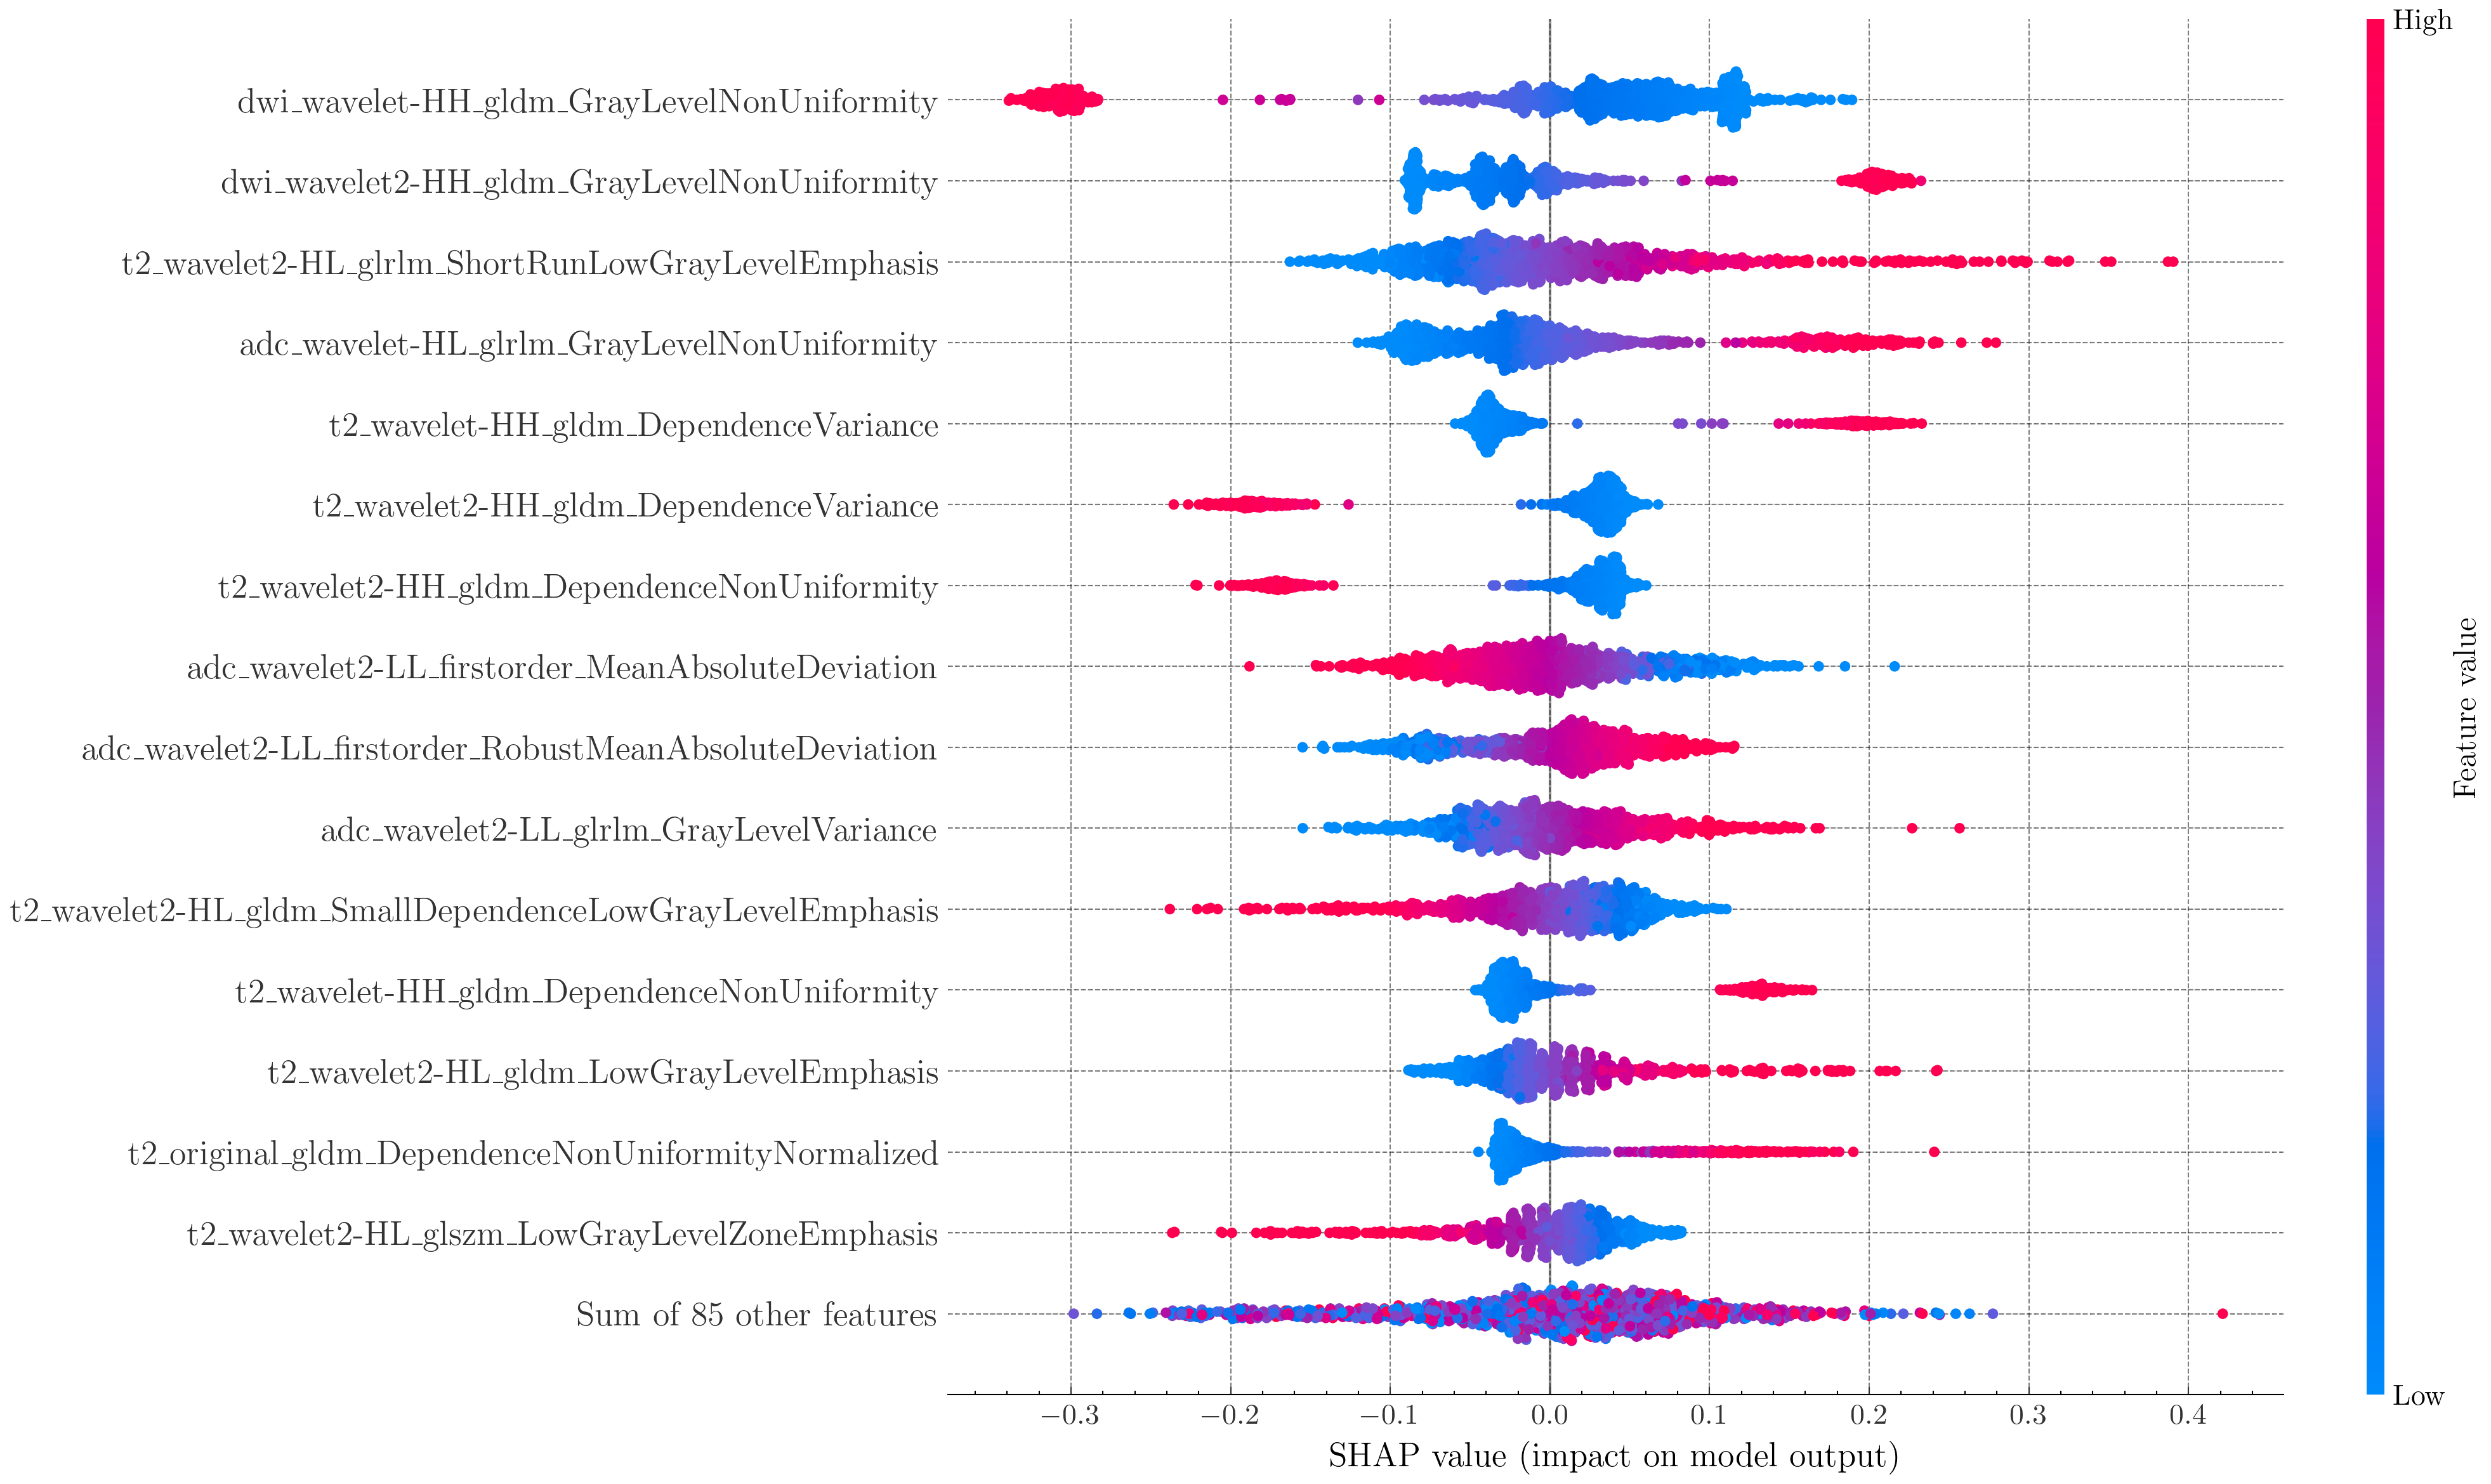 High
dwi_wavelet-HH_gldm_GrayLevelNonUniformity
dwi_wavelet2-HH_gldm_GrayLevelNonUniformity
t2_wavelet2-HL_glrlm_ShortRunLowGrayLevelEmphasis
adc_wavelet-HL_glrlm_GrayLevelNonUniformity
t2_wavelet-HH_gldm_DependenceVariance
t2_wavelet2-HH_gldm_DependenceVariance
t2_wavelet2-HH_gldm_DependenceNonUniformity
adc_wavelet2-LL_firstorder_MeanAbsoluteDeviation
adc_wavelet2-LL_firstorder_RobustMeanAbsoluteDeviation
adc_wavelet2-LL_glrlm_GrayLevelVariance
t2_wavelet2-HL_gldm_SmallDependenceLowGrayLevelEmphasis
t2_wavelet-HH_gldm_DependenceNonUniformity
t2_wavelet2-HL_gldm_LowGrayLevelEmphasis
t2_original_gldm_DependenceNonUniformityNormalized
t2_wavelet2-HL_glszm_LowGrayLevelZoneEmphasis
Sum of 85 other features
Feature value
Low
−0.3 −0.2 −0.1 0.0 0.1 0.2 0.3 0.4
SHAP value (impact on model output)